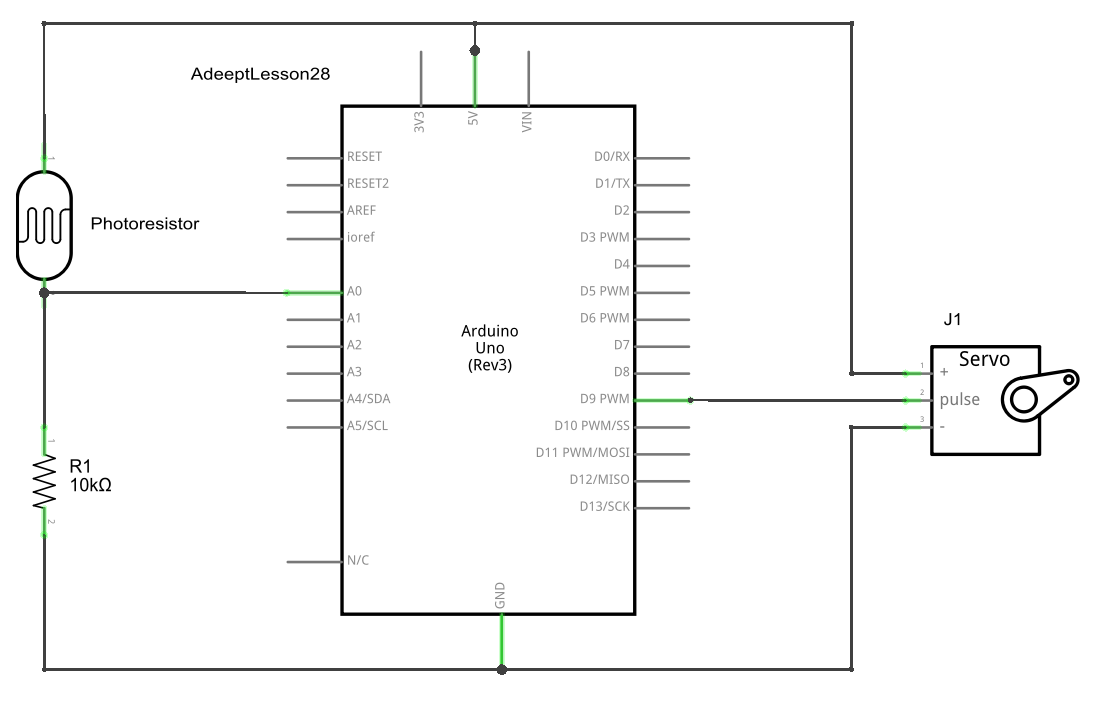 AdeeptLesson28
3V3
5V
VIN
RESET
RESET2
AREF
ioref
A0
A1
A2
A3
A4/SDA
A5/SCL
N/C
D0/RX
D1/TX
D2
D3 PWM
D4
D5 PWM
D6 PWM
D7
D8
D9 PWM
D10 PWM/SS
D11 PWM/MOSI
D12/MISO
D13/SCK
GND
Arduino
Uno
(Rev3)
1
Photoresistor
1
R1
10kΩ
2
J1
Servo
1
+
2
pulse
3
-